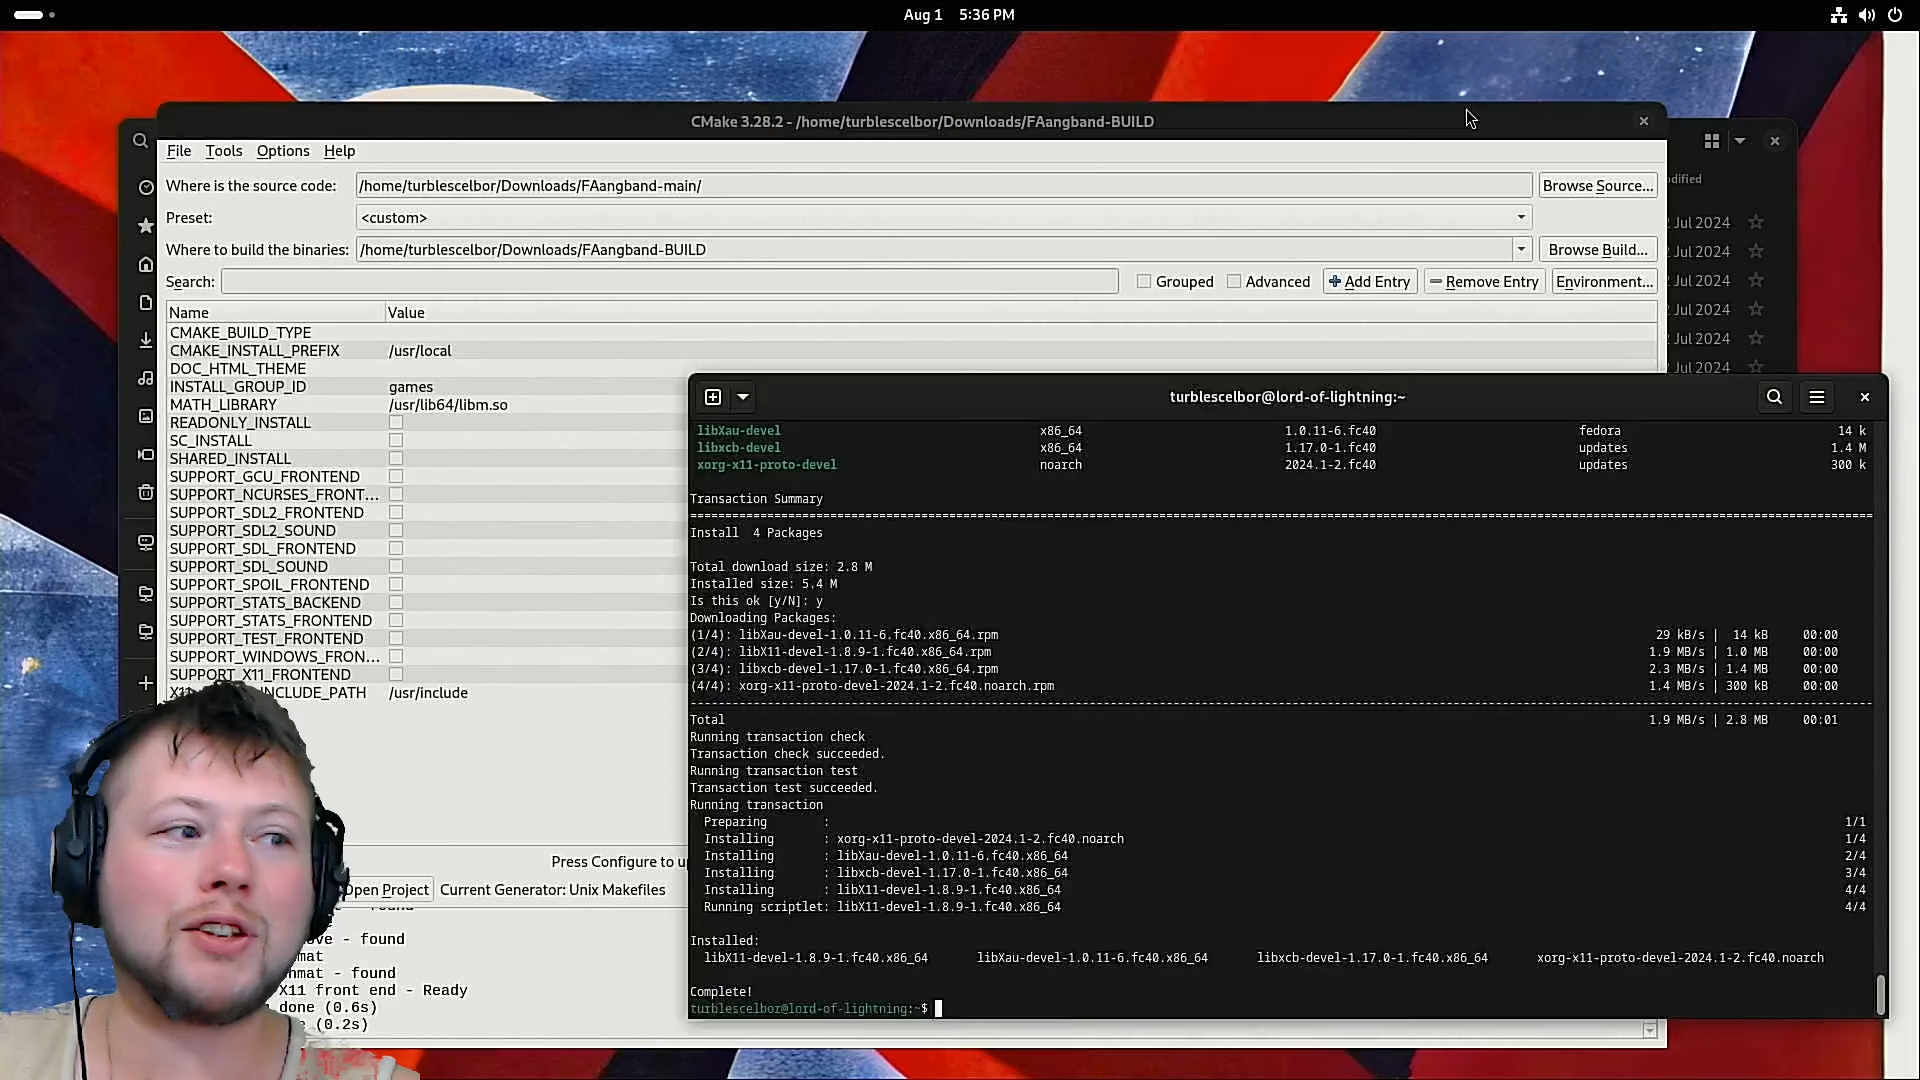 Aug 1 5:36 PM
CMake 3.28.2 - /home/turblescelbor/Downloads/FAangband-BUILD
File Tools Options Help
Where is the source code: /home/turblescelbor/Downloads/FAangband-main/ Browse Source...
Preset: <custom>
Where to build the binaries: /home/turblescelbor/Downloads/FAangband-BUILD Browse Build...
Search: Grouped Advanced Add Entry Remove Entry Environment...
Name Value
CMAKE_BUILD_TYPE
CMAKE_INSTALL_PREFIX /usr/local
DOC_HTML_THEME
INSTALL_GROUP_ID games
MATH_LIBRARY /usr/lib64/libm.so
READONLY_INSTALL
SC_INSTALL
SHARED_INSTALL
SUPPORT_GCU_FRONTEND
SUPPORT_NCURSES_FRONT...
SUPPORT_SDL2_FRONTEND
SUPPORT_SDL2_SOUND
SUPPORT_SDL_FRONTEND
SUPPORT_SDL_SOUND
SUPPORT_SPOIL_FRONTEND
SUPPORT_STATS_BACKEND
SUPPORT_STATS_FRONTEND
SUPPORT_TEST_FRONTEND
SUPPORT_WINDOWS_FRON...
SUPPORT_X11_FRONTEND
INCLUDE_PATH /usr/include
Press Configure to
Open Project Current Generator: Unix Makefiles
- found
mat
- found
X11 front end - Ready
done (0.6s)
(0.2s)
dified
Jul 2024
Jul 2024
Jul 2024
Jul 2024
Jul 2024
Jul 2024
turblescelbor@lord-of-lightning:~
libXau-devel x86_64 1.0.11-6.fc40 fedora 14 k
libxcb-devel x86_64 1.17.0-1.fc40 updates 1.4 M
xorg-x11-proto-devel noarch 2024.1-2.fc40 updates 300 k
Transaction Summary
Install 4 Packages
Total download size: 2.8 M
Installed size: 5.4 M
Is this ok [y/N]: y
Downloading Packages:
(1/4): libXau-devel-1.0.11-6.fc40.x86_64.rpm 29 kB/s | 14 kB 00:00
(2/4): libX11-devel-1.8.9-1.fc40.x86_64.rpm 1.9 MB/s | 1.0 MB 00:00
(3/4): libxcb-devel-1.17.0-1.fc40.x86_64.rpm 2.3 MB/s | 1.4 MB 00:00
(4/4): xorg-x11-proto-devel-2024.1-2.fc40.noarch.rpm 1.4 MB/s | 300 kB 00:00
Total 1.9 MB/s | 2.8 MB 00:01
Running transaction check
Transaction check succeeded.
Running transaction test
Transaction test succeeded.
Running transaction
Preparing : 1/1
Installing : xorg-x11-proto-devel-2024.1-2.fc40.noarch 1/4
Installing : libXau-devel-1.0.11-6.fc40.x86_64 2/4
Installing : libxcb-devel-1.17.0-1.fc40.x86_64 3/4
Installing : libX11-devel-1.8.9-1.fc40.x86_64 4/4
Running scriptlet: libX11-devel-1.8.9-1.fc40.x86_64 4/4
Installed:
libX11-devel-1.8.9-1.fc40.x86_64 libXau-devel-1.0.11-6.fc40.x86_64 libxcb-devel-1.17.0-1.fc40.x86_64 xorg-x11-proto-devel-2024.1-2.fc40.noarch
Complete!
turblescelbor@lord-of-lightning:~$